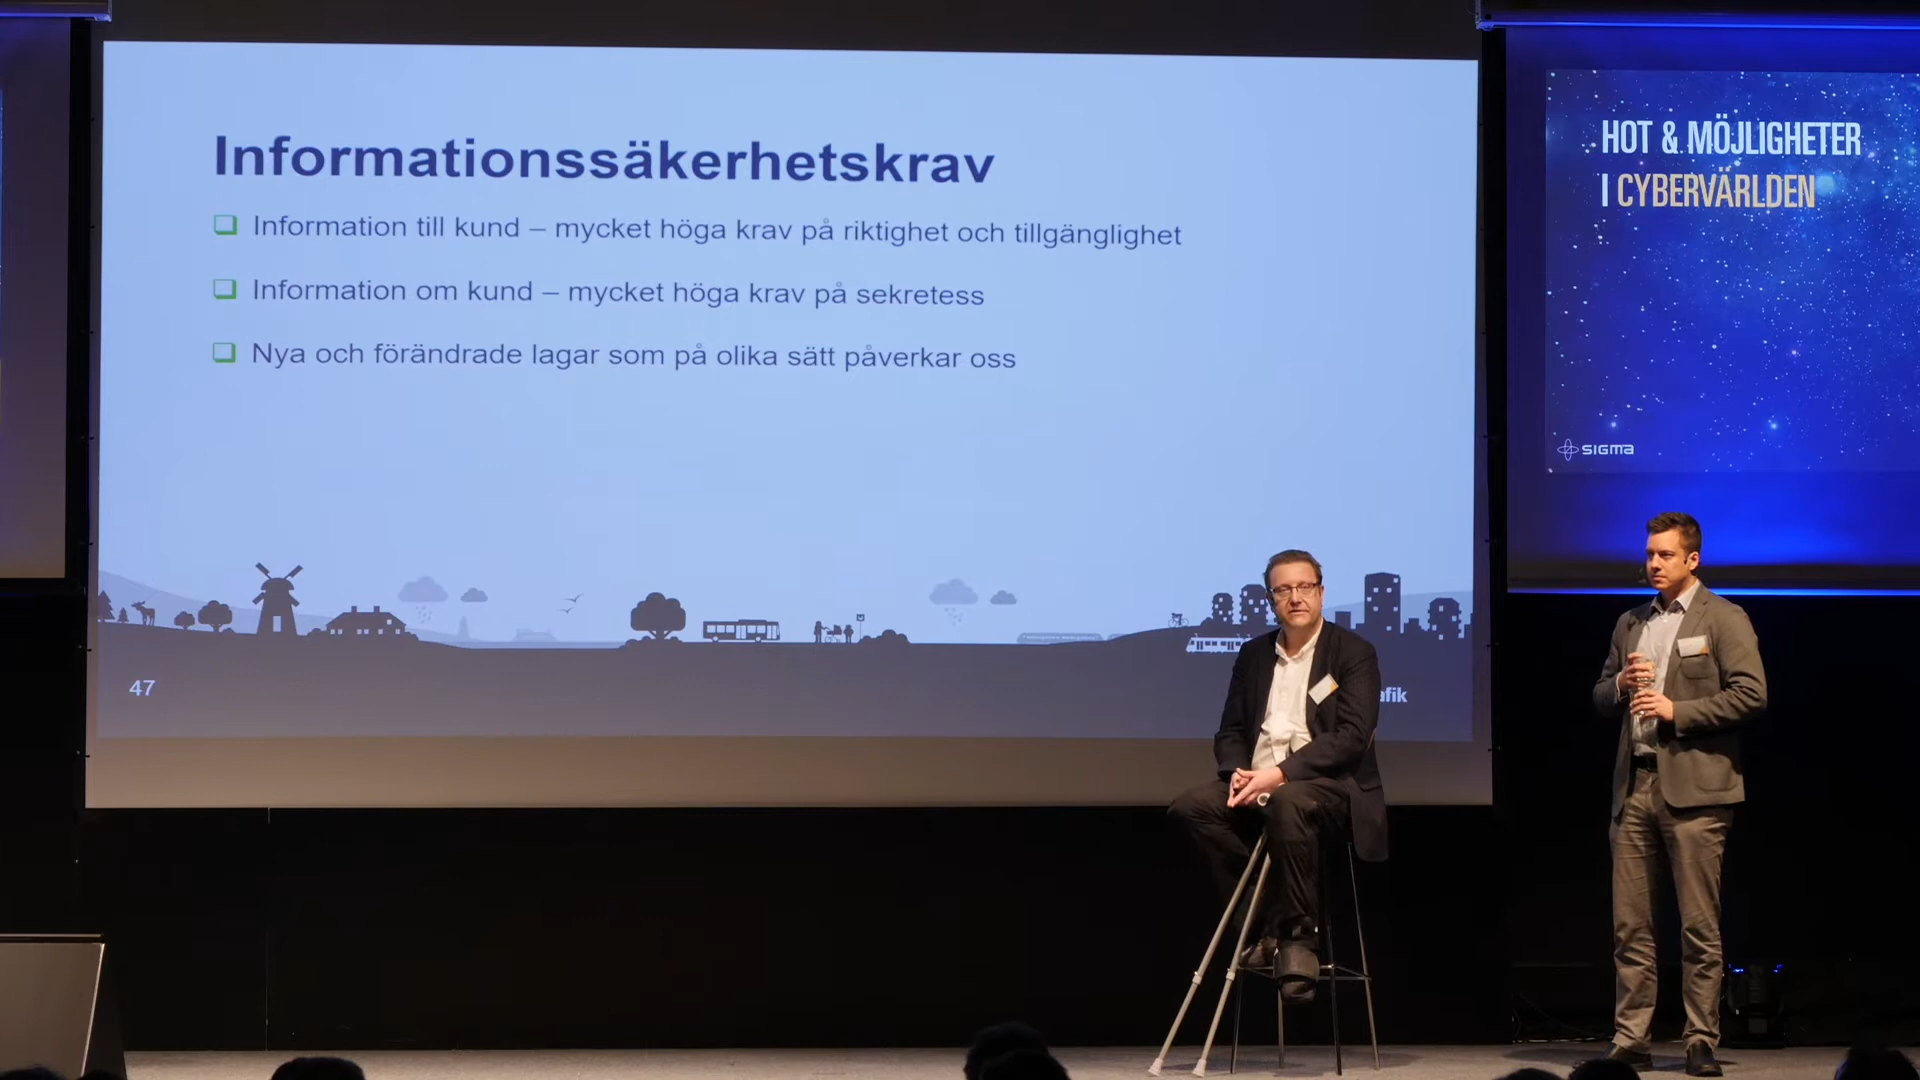 Informationssäkerhetskrav
Information till kund – mycket höga krav på riktighet och tillgänglighet
Information om kund – mycket höga krav på sekretess
Nya och förändrade lagar som på olika sätt påverkar oss
47
afik
HOT & MÖJLIGHETER
I CYBERVÄRLDEN
SIGMA